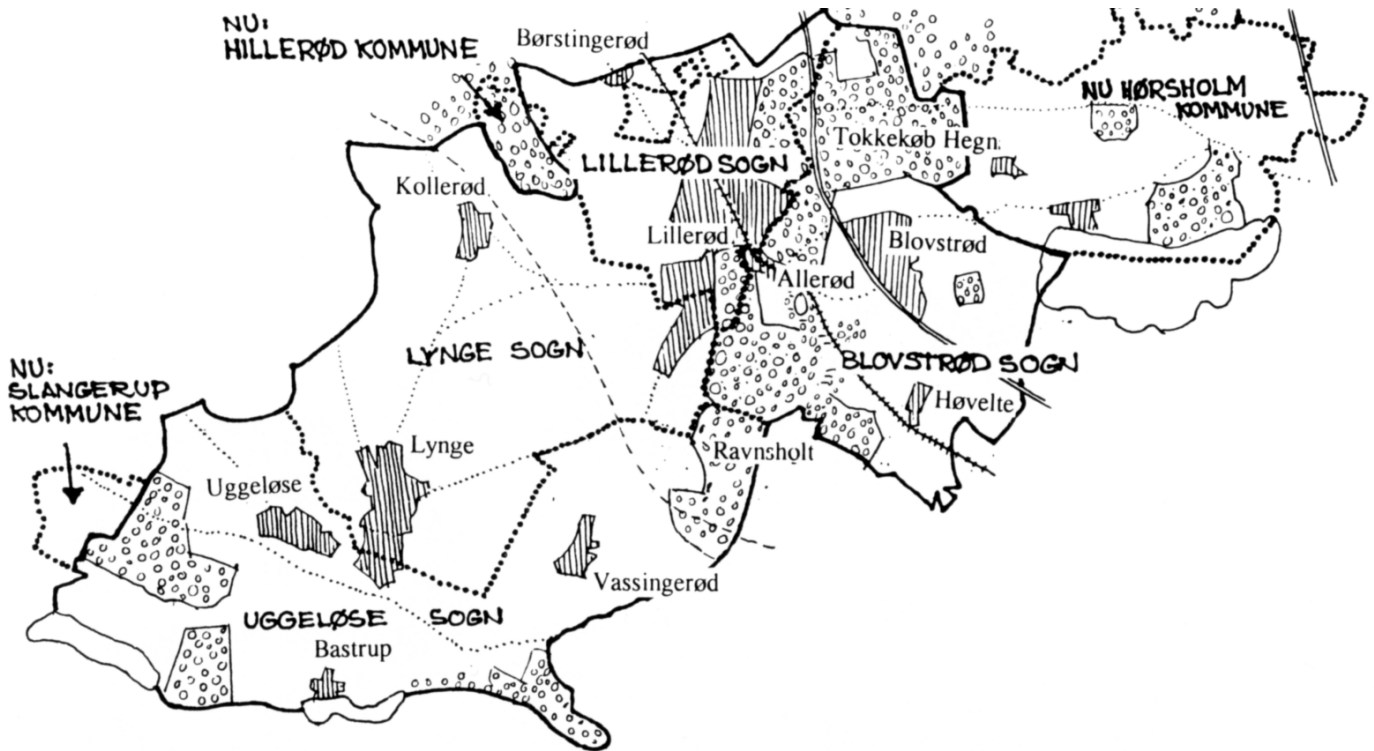 NU:
HILLERØD KOMMUNE
Børstingerød
NU HØRSHOLM
KOMMUNE
Tokkekøb Hegn
LILLERØD SOGN
Kollerød
Lillerød
Blovstrød
Allerød
LYNGE SOGN
BLOVSTRØD SOGN
NU:
SLANGERUP
KOMMUNE
Høvelte
Lynge
Ravnsholt
Uggeløse
Vassingerød
UGGELØSE SOGN
Bastrup